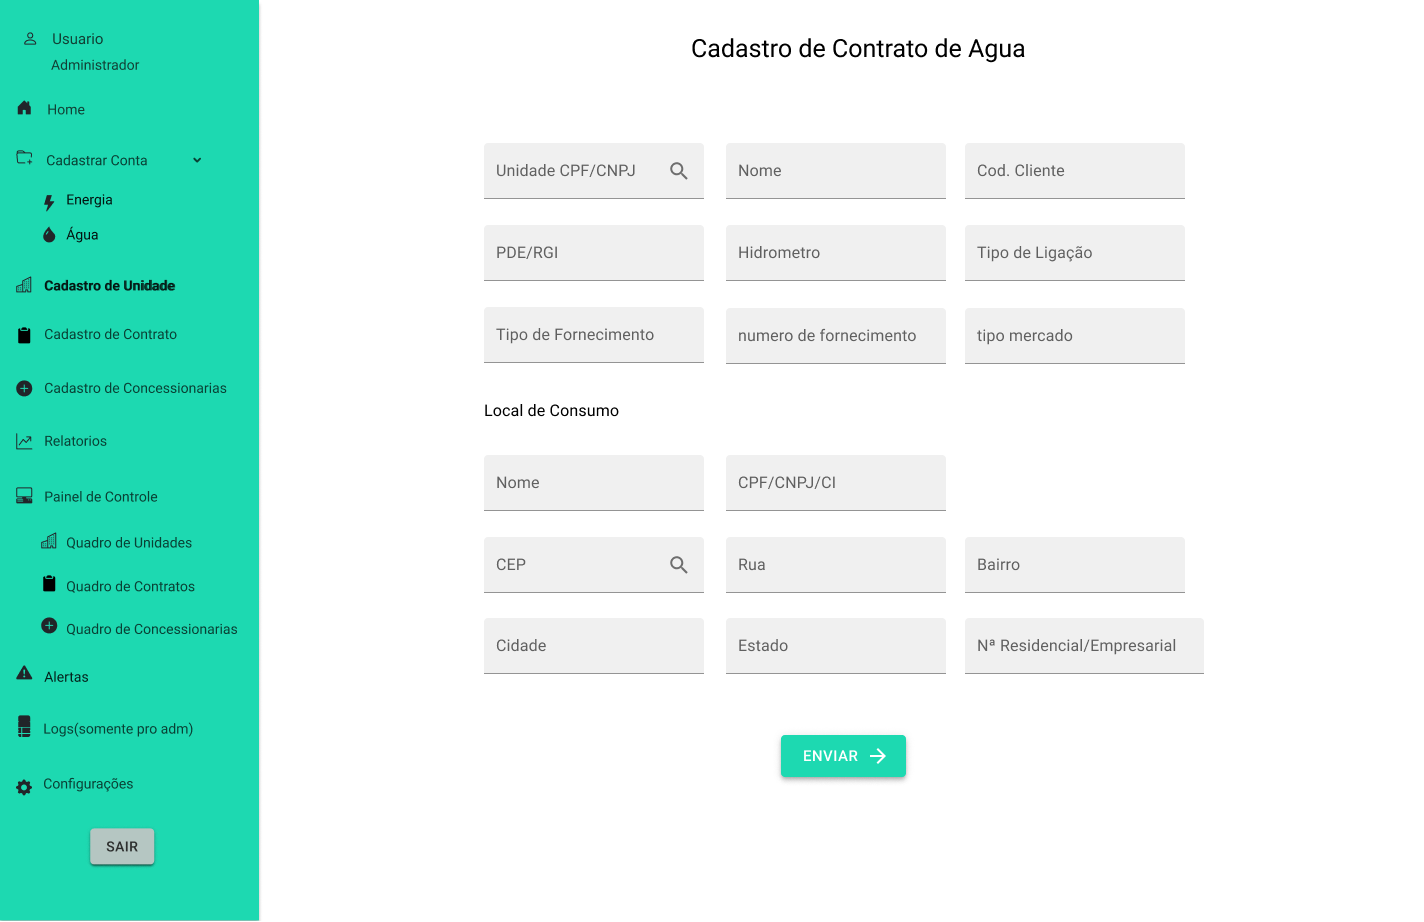 Usuario
Administrador
Home
Cadastrar Conta
Energia
Água
Cadastro de Unidade
Cadastro de Contrato
Cadastro de Concessionarias
Relatorios
Painel de Controle
Quadro de Unidades
Quadro de Contratos
Quadro de Concessionarias
Alertas
Logs(somente pro adm)
Configurações
SAIR
Cadastro de Contrato de Agua
Unidade CPF/CNPJ
Nome
Cod. Cliente
PDE/RGI
Hidrometro
Tipo de Ligação
Tipo de Fornecimento
numero de fornecimento
tipo mercado
Local de Consumo
Nome
CPF/CNPJ/CI
CEP
Rua
Bairro
Cidade
Estado
Nª Residencial/Empresarial
ENVIAR